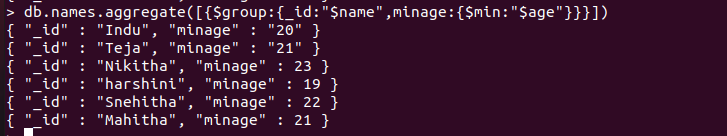 > db.names.aggregate([{$group:{_id:"$name",minage:{$min:"$age"}}}])
{ "_id" : "Indu", "minage" : "20" }
{ "_id" : "Teja", "minage" : "21" }
{ "_id" : "Nikitha", "minage" : 23 }
{ "_id" : "harshini", "minage" : 19 }
{ "_id" : "Snehitha", "minage" : 22 }
{ "_id" : "Mahitha", "minage" : 21 }